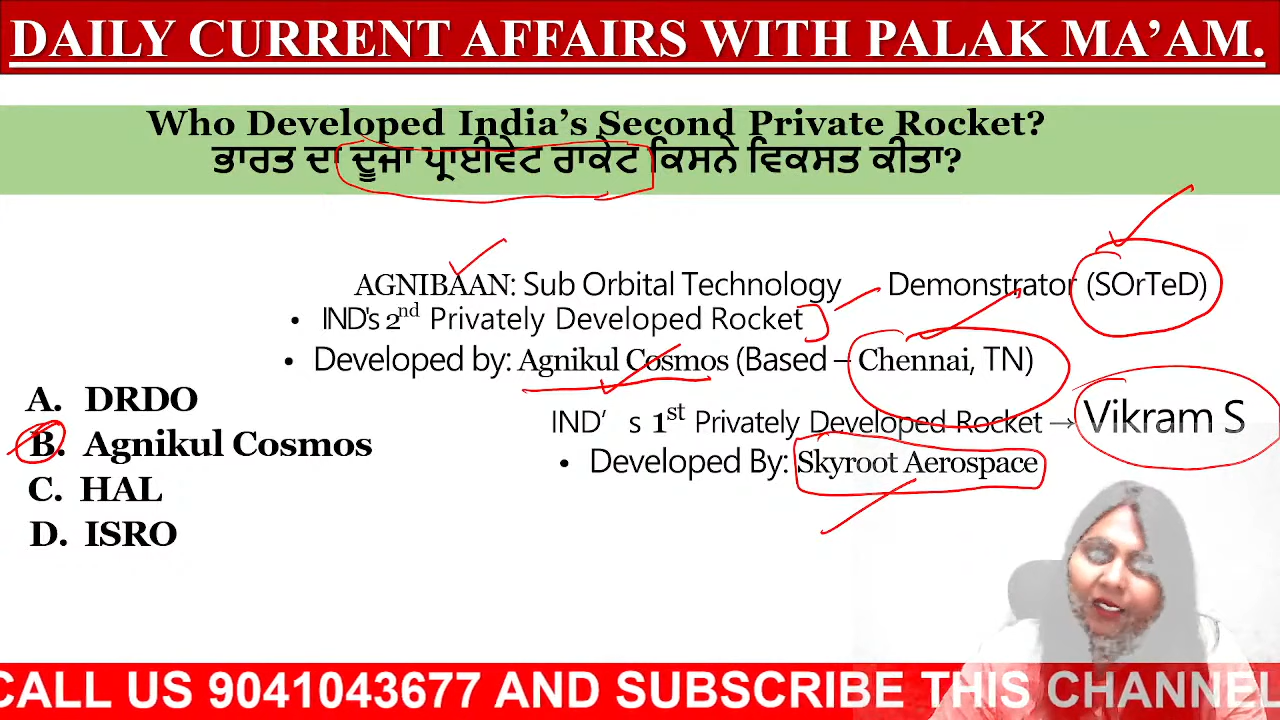 DAILY CURRENT AFFAIRS WITH PALAK MA’AM.
Who Developed India’s Second Private Rocket?
ਭਾਰਤ ਦਾ ਦੂਜਾ ਪ੍ਰਾਈਵੇਟ ਰਾਕੇਟ ਕਿਸਨੇ ਵਿਕਸਤ ਕੀਤਾ?
AGNIBAAN: Sub Orbital Technology Demonstrator (SOrTeD)
• IND's 2nd Privately Developed Rocket
• Developed by: Agnikul Cosmos (Based – Chennai, TN)
IND’ s 1st Privately Developed Rocket → Vikram S
• Developed By: Skyroot Aerospace
A. DRDO
B. Agnikul Cosmos
C. HAL
D. ISRO
CALL US 9041043677 AND SUBSCRIBE THIS CHANNEL